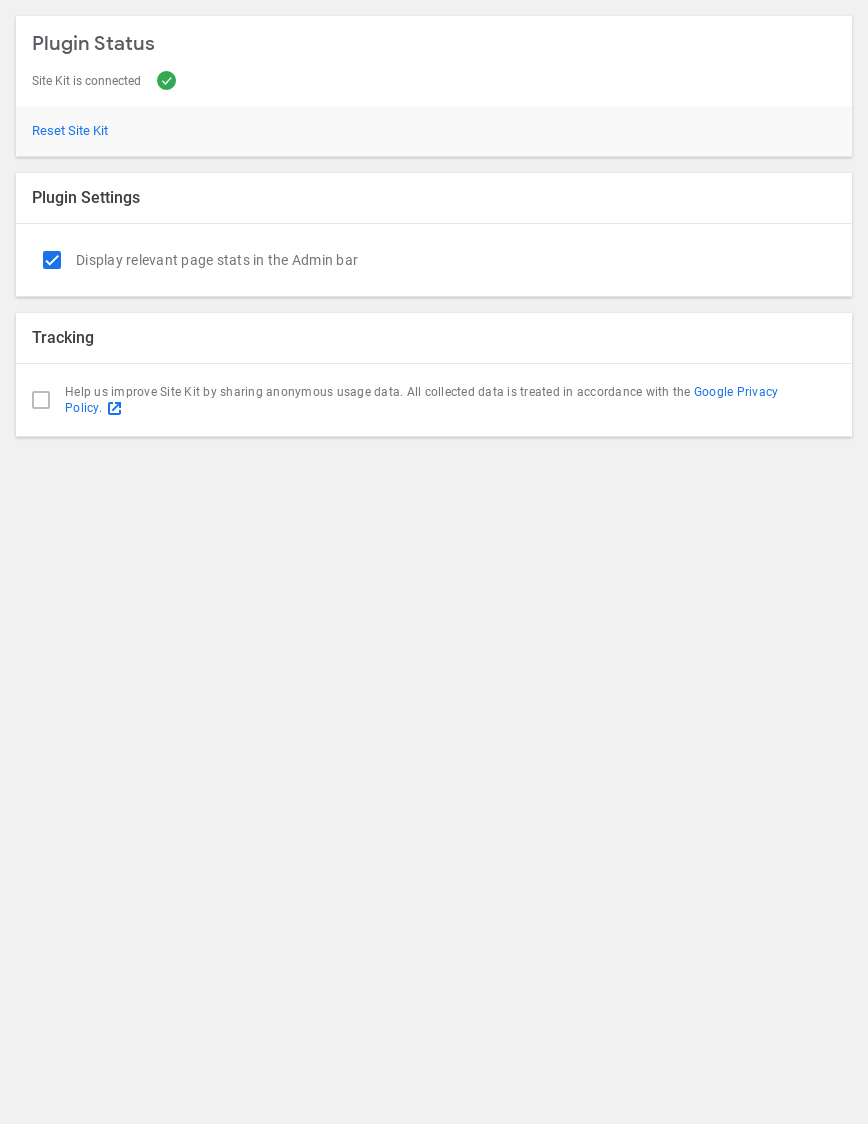 Plugin Status
Site Kit is connected
Reset Site Kit
Plugin Settings
Display relevant page stats in the Admin bar
Tracking
Help us improve Site Kit by sharing anonymous usage data. All collected data is treated in accordance with the Google Privacy
Policy.